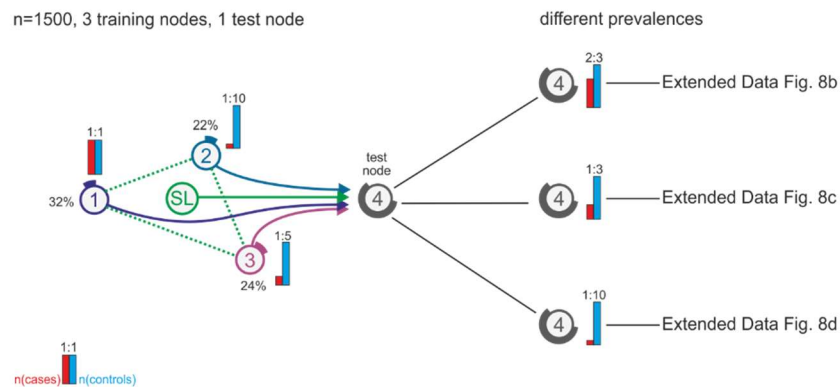 n=1500, 3 training nodes, 1 test node
different prevalences
2:3
4
Extended Data Fig. 8b
1:10
22%
2
1:1
32%
1
SL
test
node
4
1:3
4
Extended Data Fig. 8c
3
24%
1:5
1:10
4
Extended Data Fig. 8d
1:1
n(cases) n(controls)